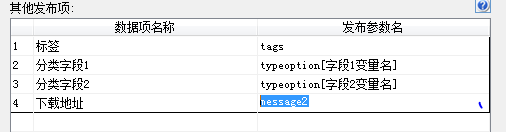 其他发布项:
数据项名称 发布参数名
1 标签 tags
2 分类字段1 typeoption[字段1变量名]
3 分类字段2 typeoption[字段2变量名]
4 下载地址 message2